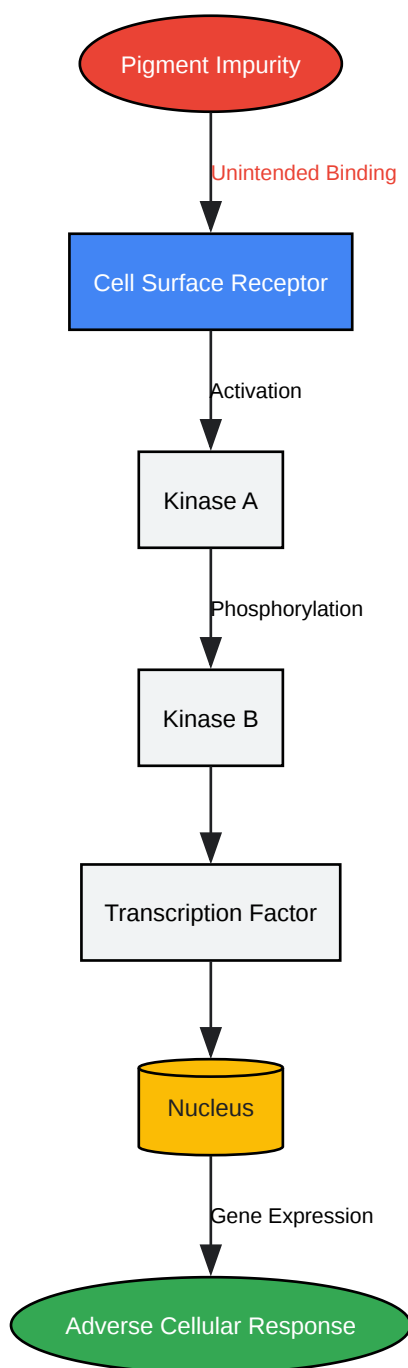 Pigment Impurity
Unintended Binding
Cell Surface Receptor
Activation
Kinase A
Phosphorylation
Kinase B
Transcription Factor
Nucleus
Gene Expression
Adverse Cellular Response